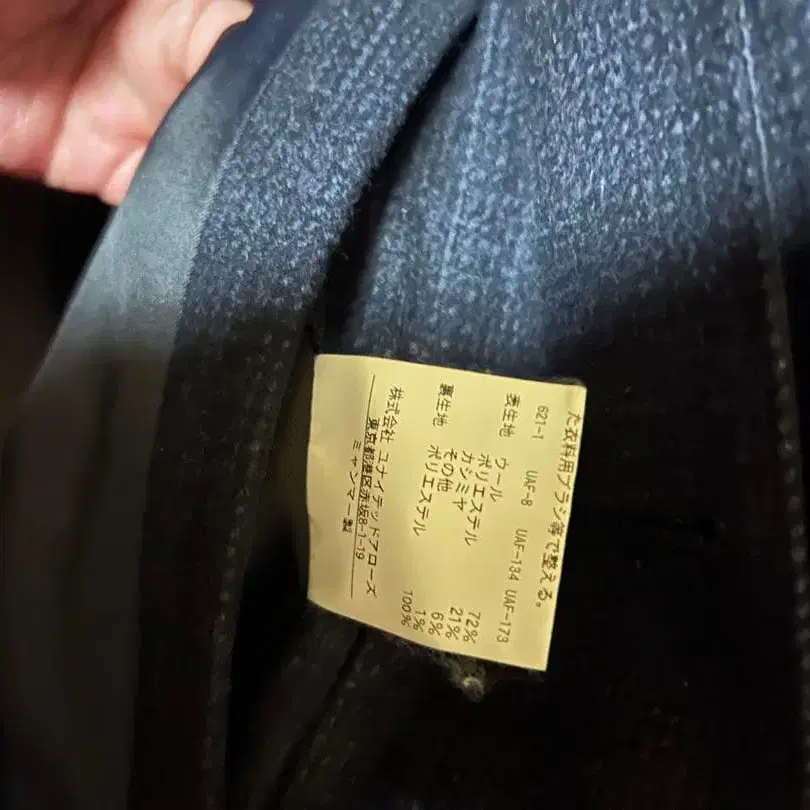 た衣料用ブラシ等で整える。
621-1 UAF-8 UAF-134 UAF-173
表生地 ウール 72%
ポリエステル 21%
カシミヤ 6%
その他 1%
裏生地 ポリエステル 100%
株式会社 ユナイテッドアローズ
東京都港区赤坂8-1-19
ミャンマー製